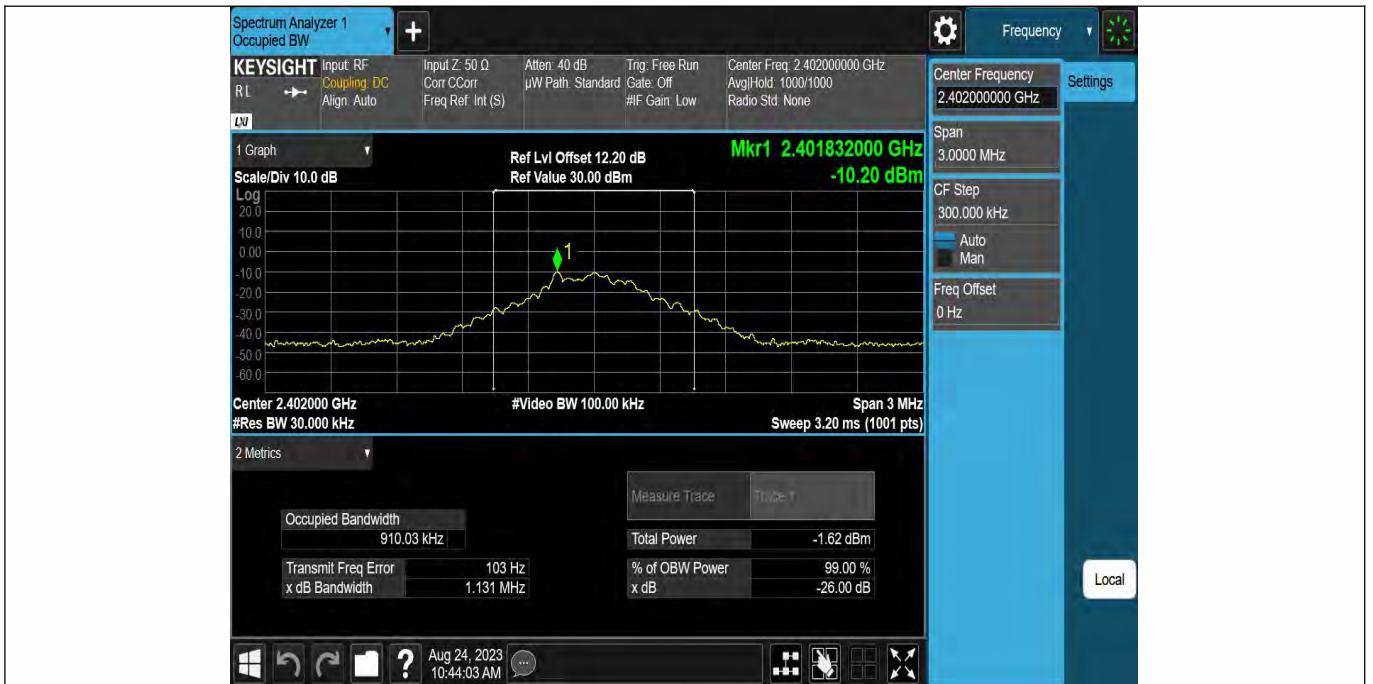 Spectrum Analyzer 1
Occupied BW
+
Frequency
KEYSIGHT
R L
LXI
Input: RF
Coupling: DC
Align: Auto
Input Z: 50 Ω
Corr CCorr
Freq Ref: Int (S)
Atten: 40 dB
µW Path: Standard
Trig: Free Run
Gate: Off
#IF Gain: Low
Center Freq: 2.402000000 GHz
Avg|Hold: 1000/1000
Radio Std: None
Center Frequency
2.402000000 GHz
Settings
Span
3.0000 MHz
CF Step
300.000 kHz
Auto
Man
Freq Offset
0 Hz
Local
1 Graph
Scale/Div 10.0 dB
Ref Lvl Offset 12.20 dB
Ref Value 30.00 dBm
Mkr1 2.401832000 GHz
-10.20 dBm
Log
20.0
10.0
0.00
-10.0
-20.0
-30.0
-40.0
-50.0
-60.0
1
Center 2.402000 GHz
#Res BW 30.000 kHz
#Video BW 100.00 kHz
Span 3 MHz
Sweep 3.20 ms (1001 pts)
2 Metrics
Measure Trace
Trace 1
Occupied Bandwidth
910.03 kHz
Total Power -1.62 dBm
Transmit Freq Error 103 Hz
x dB Bandwidth 1.131 MHz
% of OBW Power 99.00 %
x dB -26.00 dB
?
Aug 24, 2023
10:44:03 AM